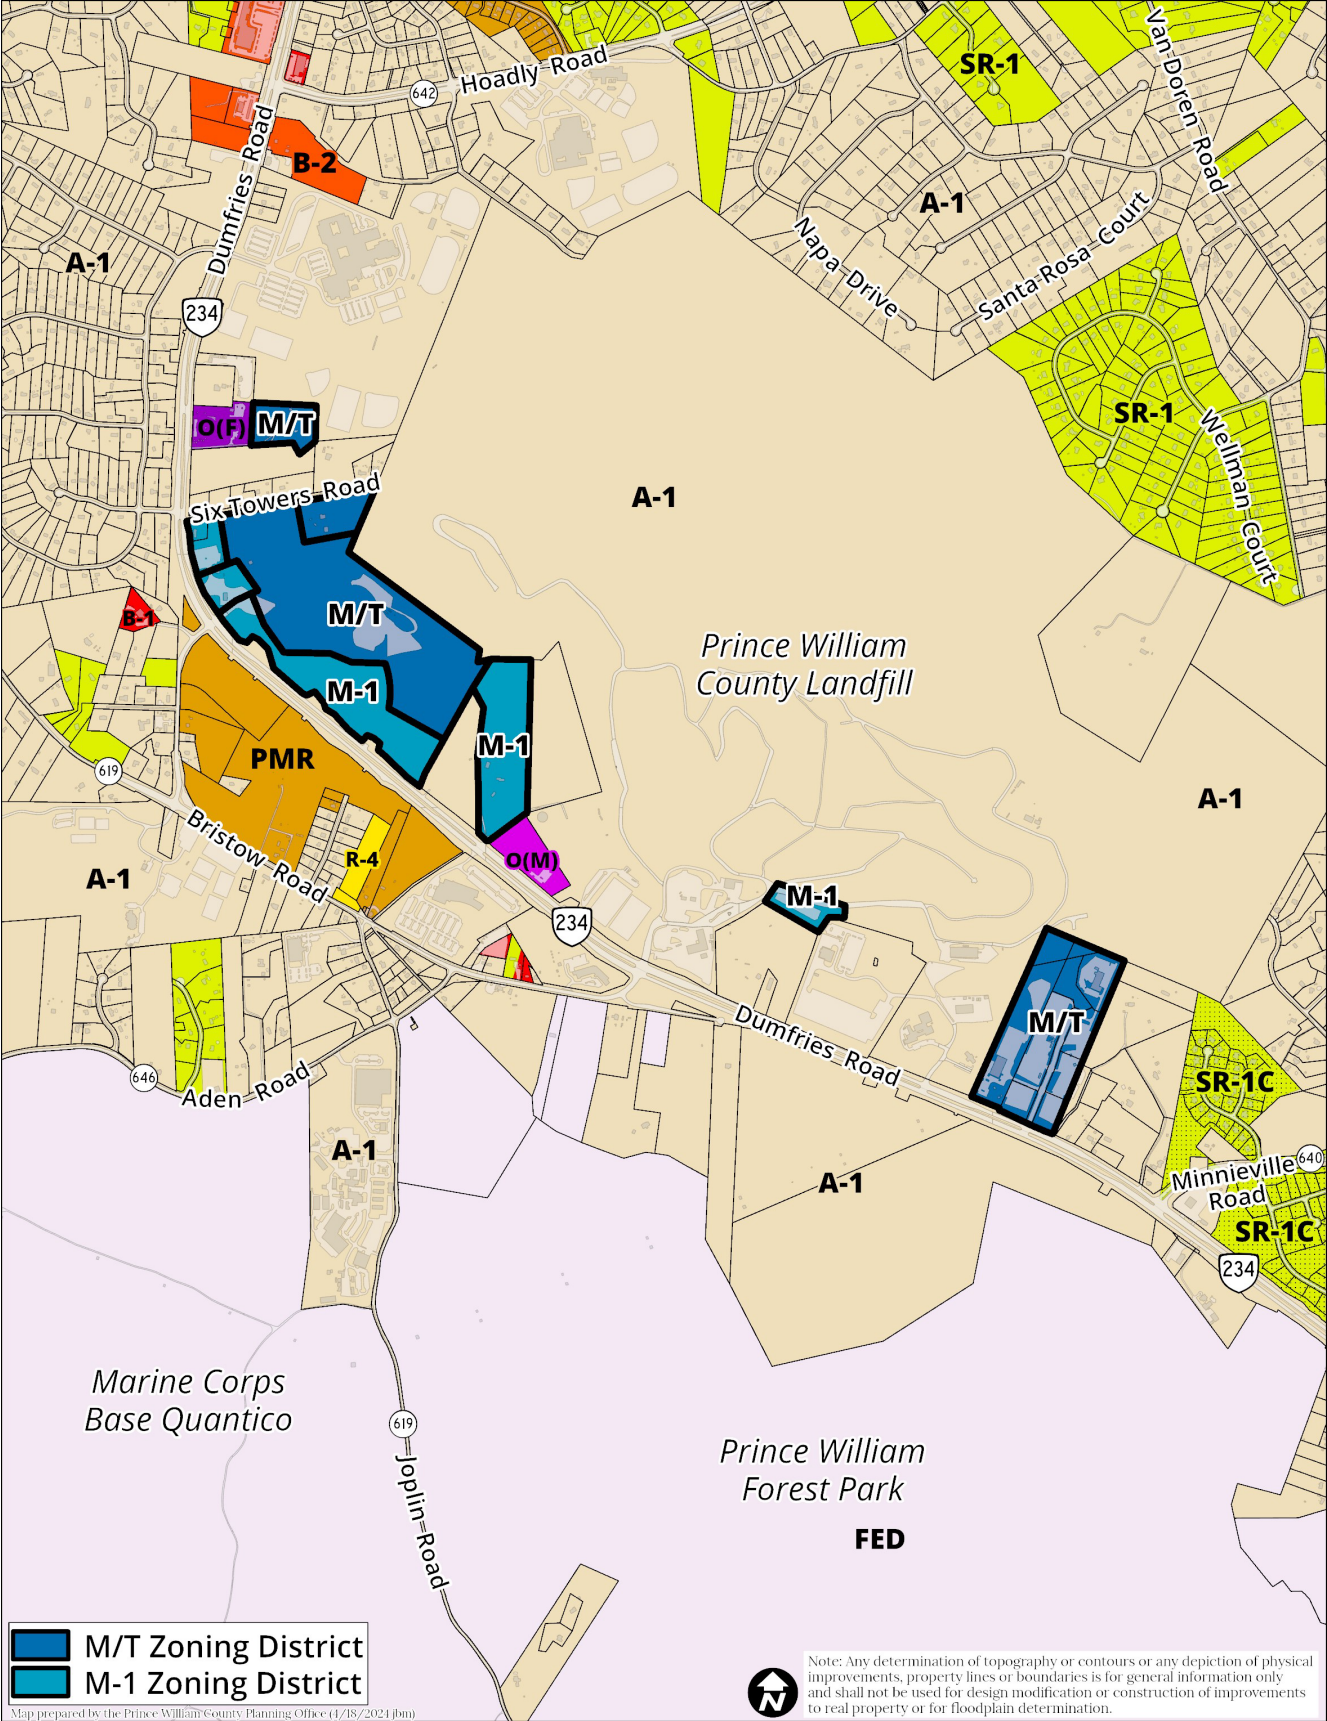 Van Doren Road
SR-1
Hoadly Road
642
Dumfries Road
B-2
A-1
A-1
Napa Drive
Santa Rosa Court
234
O(F)
M/T
SR-1
Wellman Court
Six Towers Road
A-1
M/T
B-1
Prince William
County Landfill
M-1
M-1
PMR
619
A-1
Bristow Road
R-4
O(M)
A-1
M-1
234
M/T
Dumfries Road
646
Aden Road
SR-1C
A-1
A-1
Minnieville
Road
640
SR-1C
234
Marine Corps
Base Quantico
619
Joplin Road
Prince William
Forest Park
FED
M/T Zoning District
M-1 Zoning District
Map prepared by the Prince William County Planning Office (4/18/2024 jbm)
N
Note: Any determination of topography or contours or any depiction of physical
improvements, property lines or boundaries is for general information only
and shall not be used for design modification or construction of improvements
to real property or for floodplain determination.